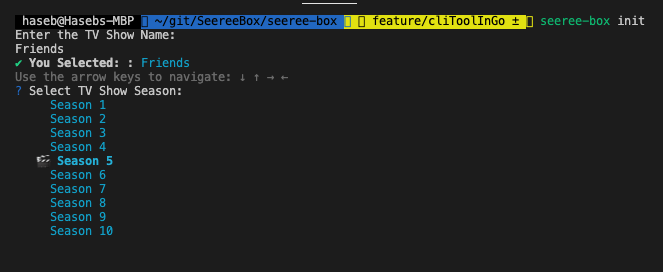 haseb@Hasebs-MBP ~/git/SeereeBox/seeree-box feature/cliToolInGo ± seeree-box init
Enter the TV Show Name:
Friends
✔ You Selected: : Friends
Use the arrow keys to navigate: ↓ ↑ → ←
? Select TV Show Season:
Season 1
Season 2
Season 3
Season 4
🎬 Season 5
Season 6
Season 7
Season 8
Season 9
Season 10